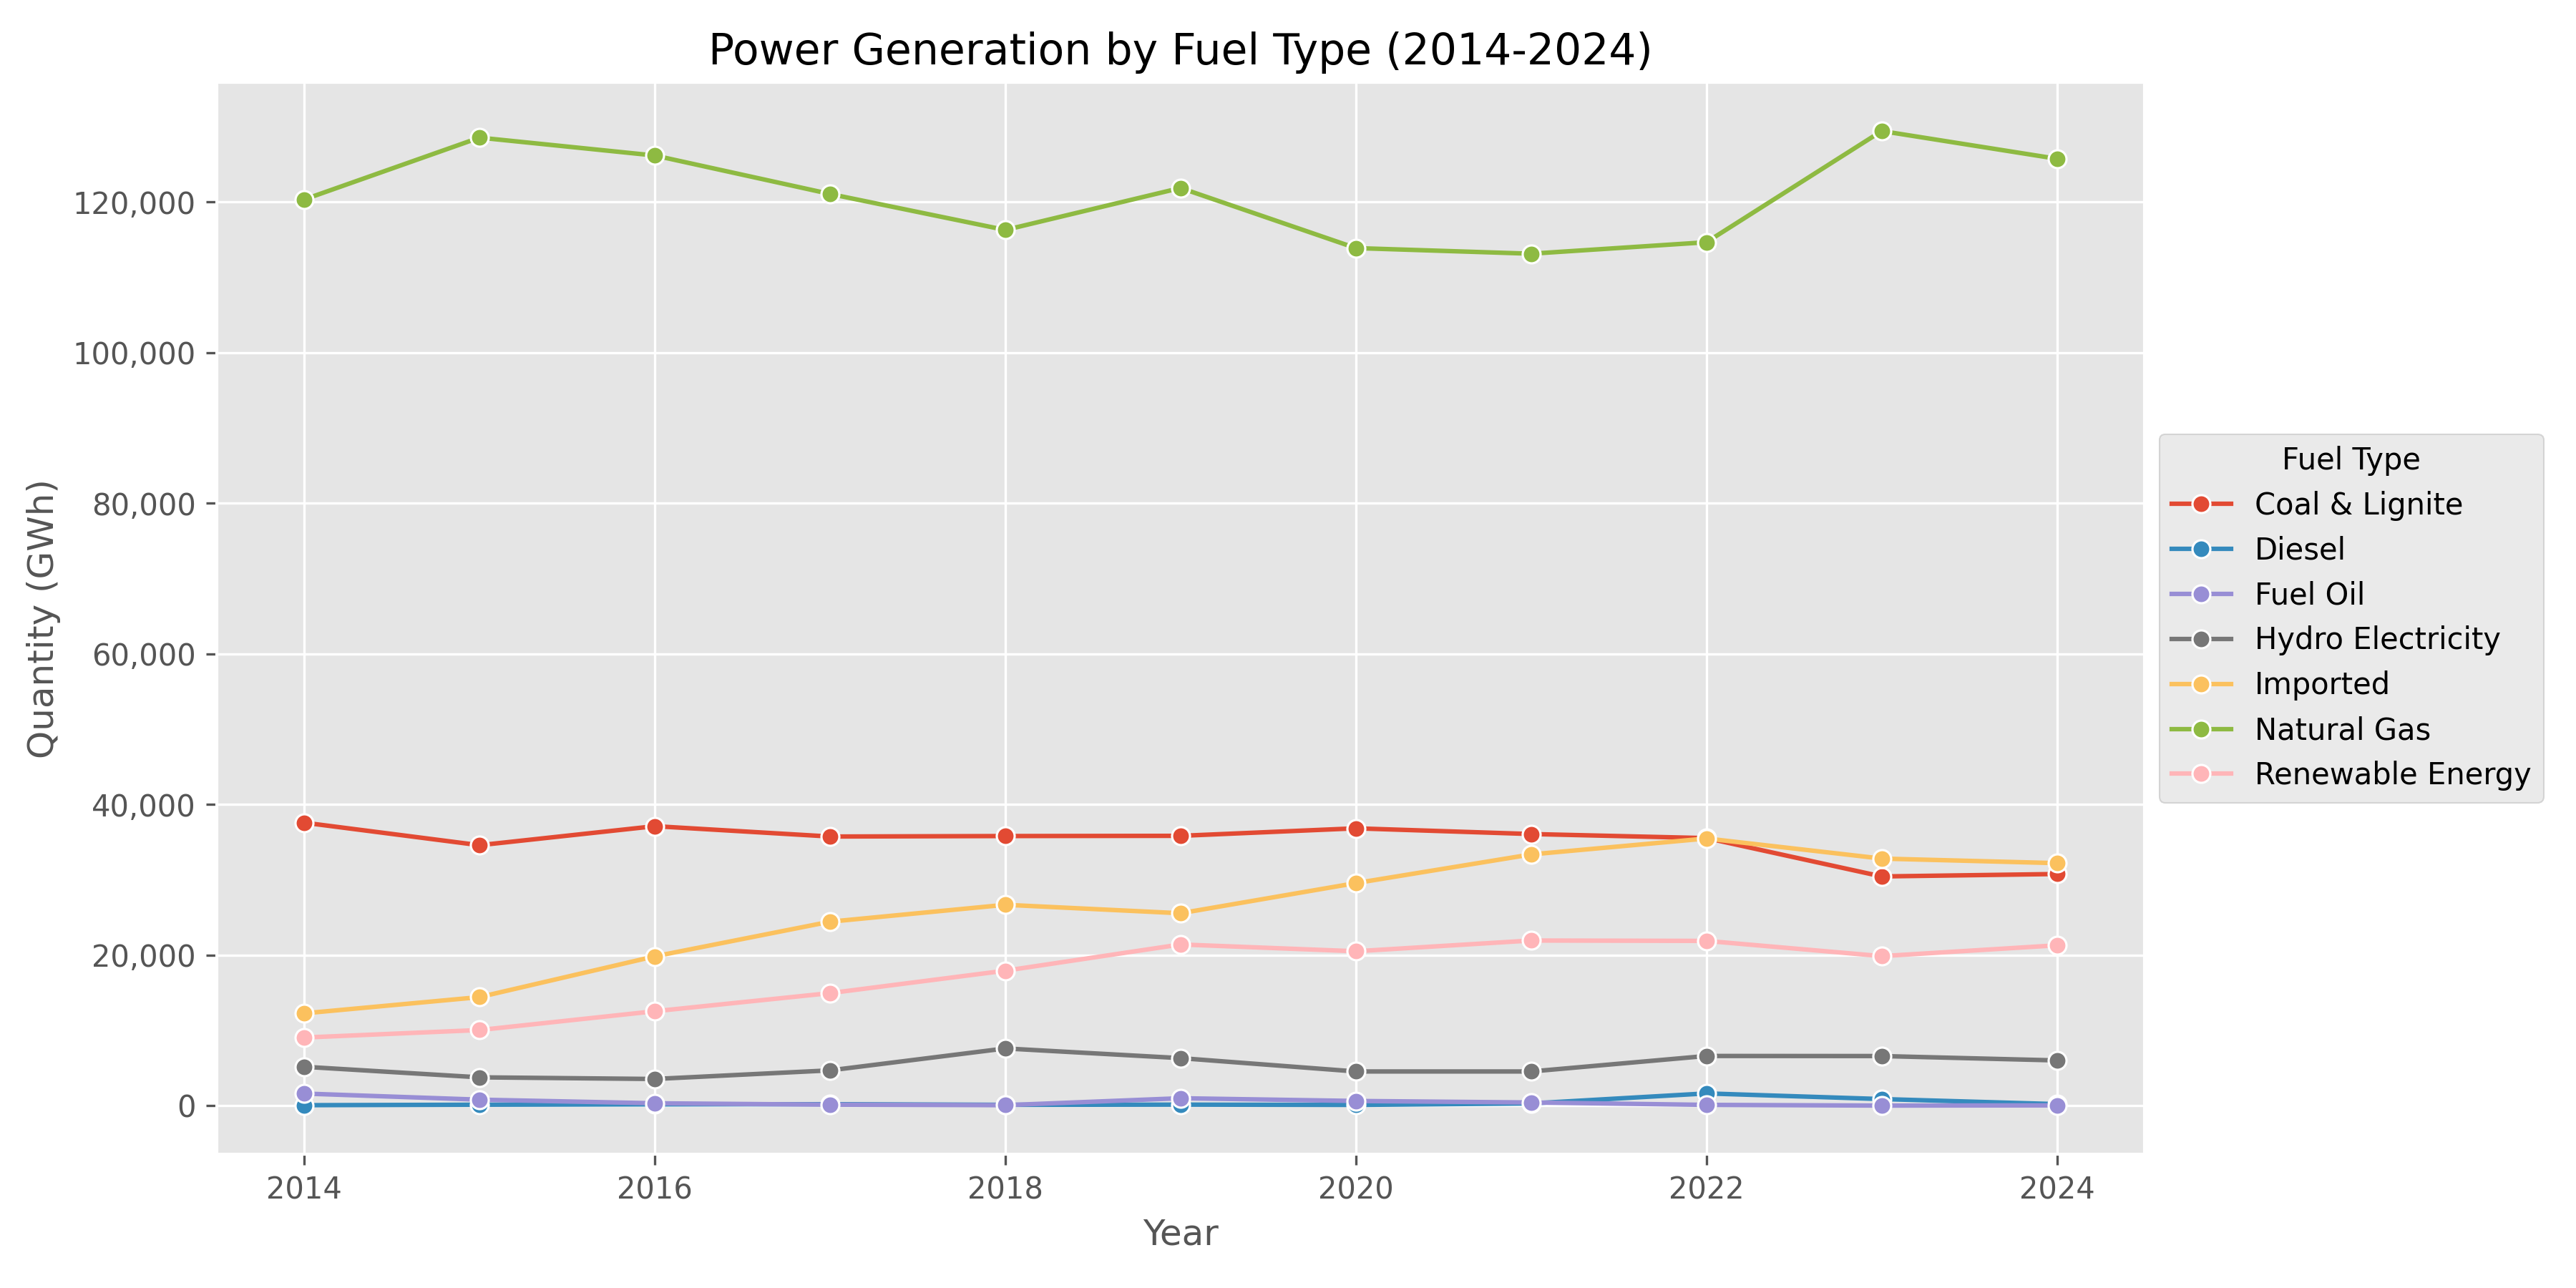 Power Generation by Fuel Type (2014-2024)
Quantity (GWh)
120,000
100,000
80,000
60,000
40,000
20,000
0
2014
2016
2018
2020
2022
2024
Year
Fuel Type
Coal & Lignite
Diesel
Fuel Oil
Hydro Electricity
Imported
Natural Gas
Renewable Energy